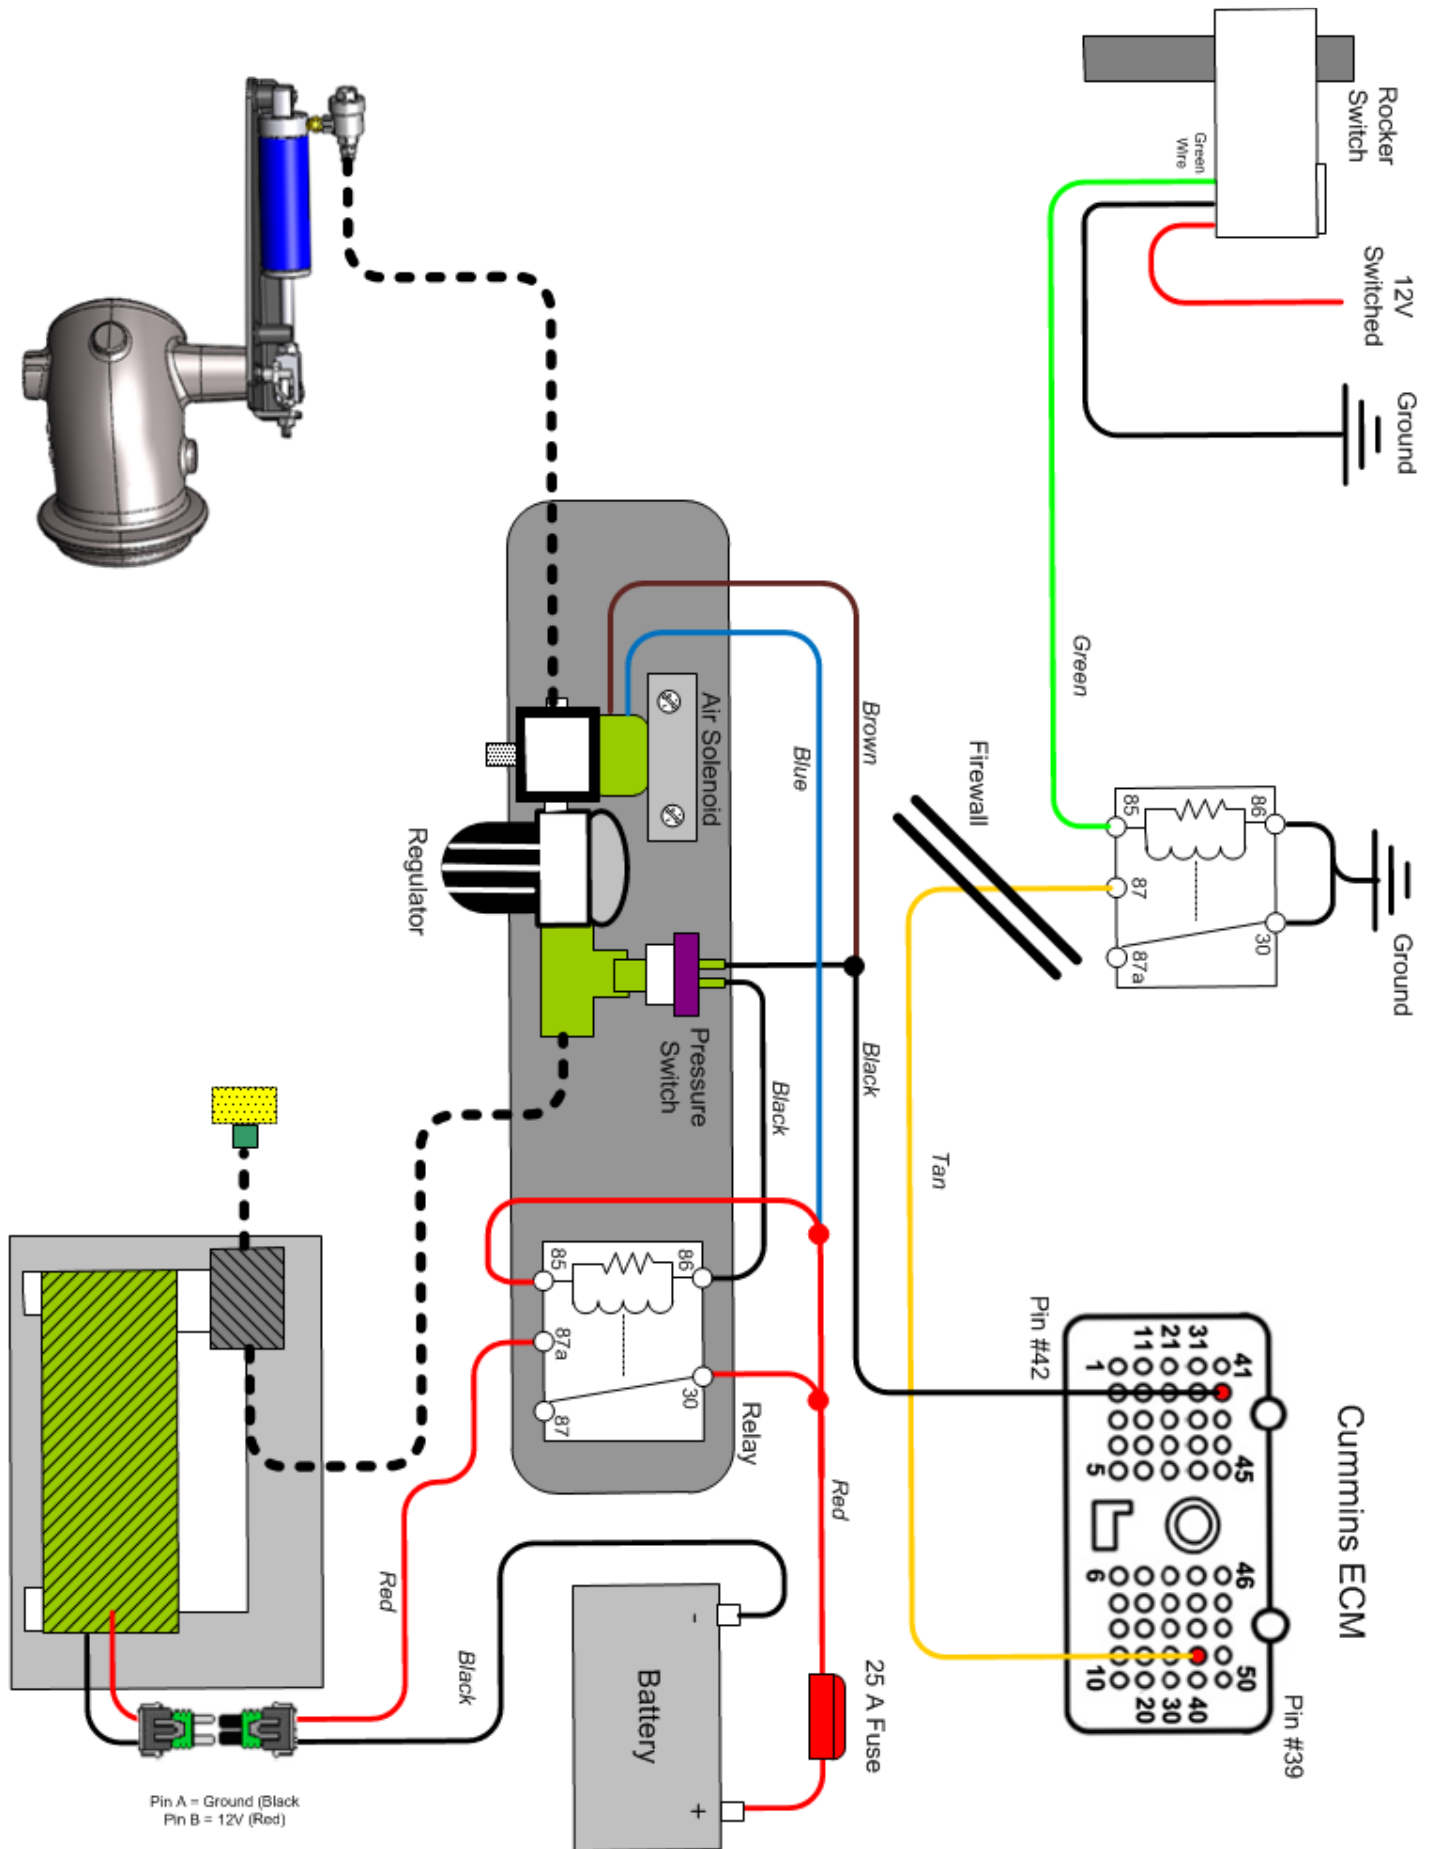 Rocker
Switch
12V
Switched
Ground
Green
Wire
Green
Firewall
85
86
87
30
87a
Ground
Air Solenoid
Brown
Blue
Regulator
Pressure
Switch
Black
Black
Tan
85
86
87a
30
87
Relay
Red
Red
Black
Battery
-
+
25 A Fuse
Cummins ECM
Pin #42
Pin #39
41
31
21
11
1
45
5
46
6
50
40
30
20
10
Pin A = Ground (Black
Pin B = 12V (Red)